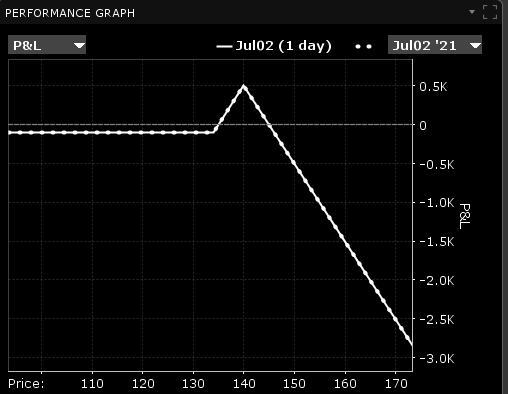 PERFORMANCE GRAPH
P&L
Jul02 (1 day)
Jul02 '21
0.5K
0
-0.5K
-1.0K
-1.5K
-2.0K
-2.5K
-3.0K
P&L
Price: 110 120 130 140 150 160 170